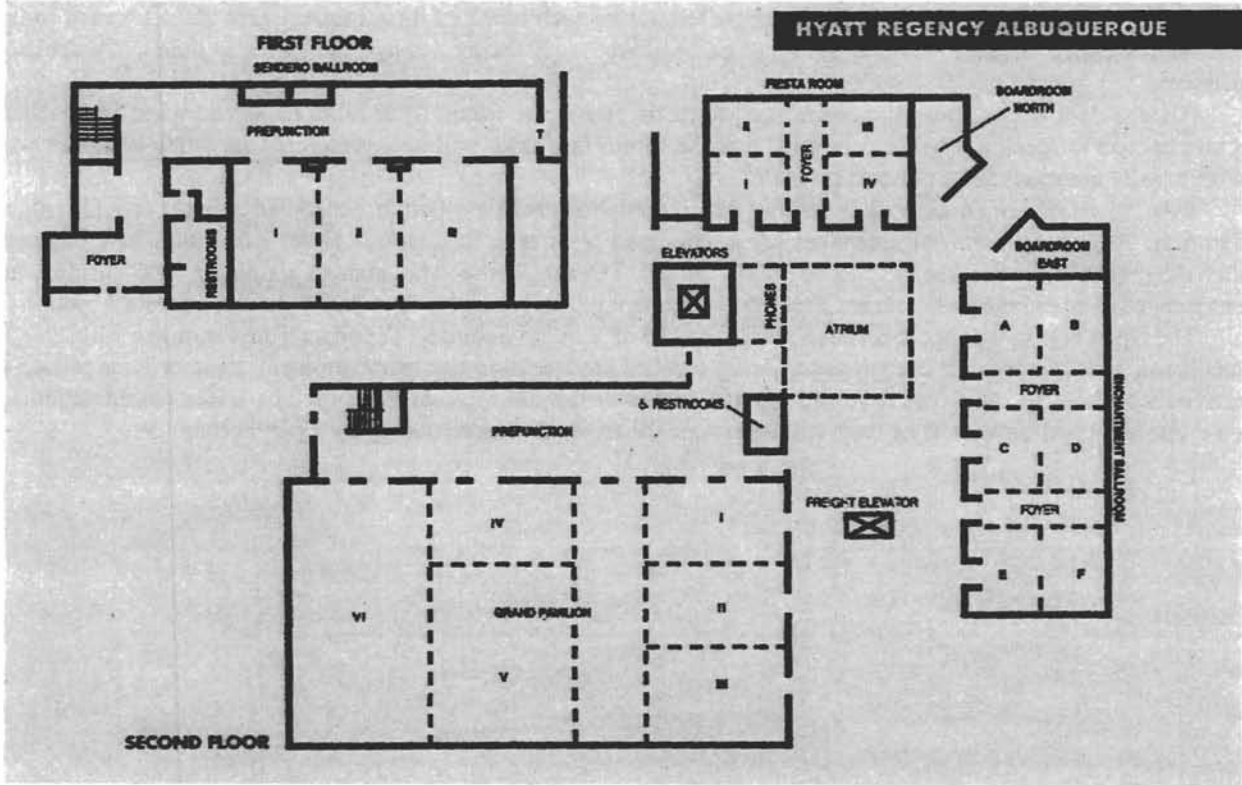 HYATT REGENCY ALBUQUERQUE
FIRST FLOOR
SENDERO BALLROOM
PREFUNCTION
T
FOYER
RESTROOMS
I
II
III
FIESTA ROOM
BOARDROOM
NORTH
II
III
FOYER
I
IV
BOARDROOM
EAST
ELEVATORS
PHONES
ATRIUM
A
B
FOYER
C
D
FOYER
E
F
ENCHANTMENT BALLROOM
RESTROOMS
PREFUNCTION
FREIGHT ELEVATOR
IV
I
VI
GRAND PAVILION
II
V
III
SECOND FLOOR